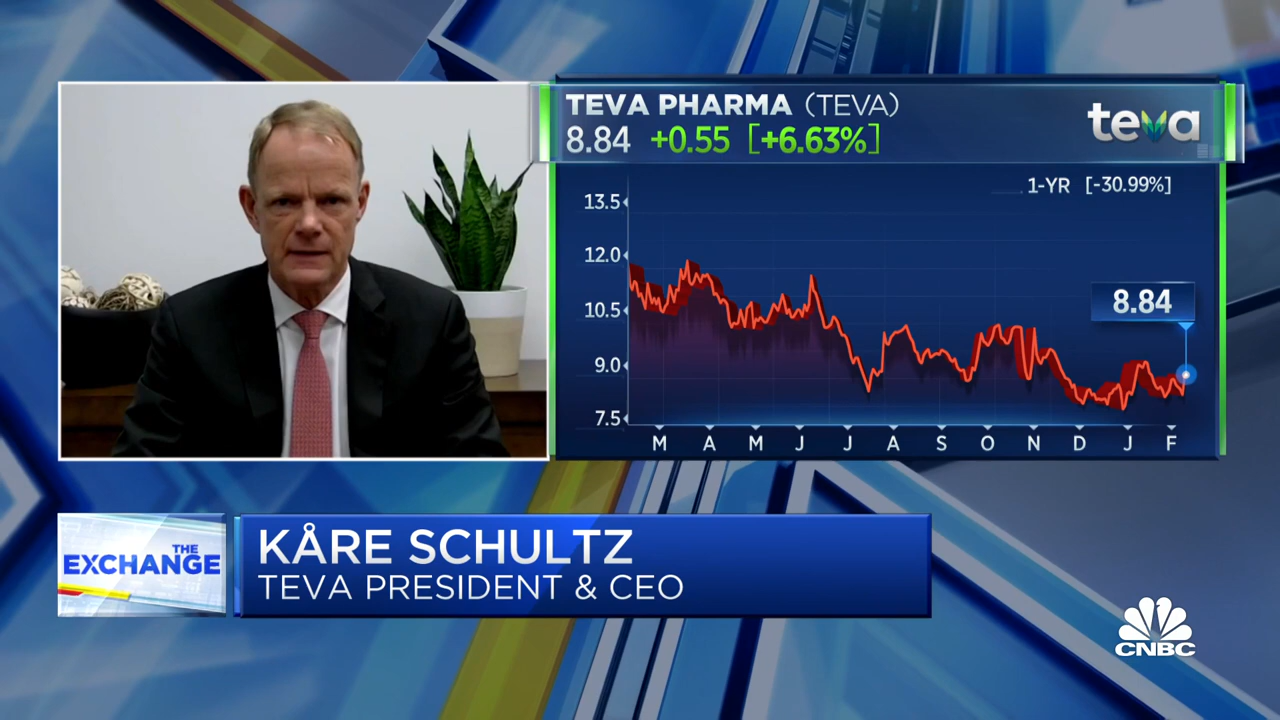 TEVA PHARMA (TEVA)
8.84 +0.55 [+6.63%]
teva
1-YR [-30.99%]
13.5
12.0
10.5
9.0
7.5
8.84
M A M J J A S O N D J F
THE
EXCHANGE
KÅRE SCHULTZ
TEVA PRESIDENT & CEO
CNBC